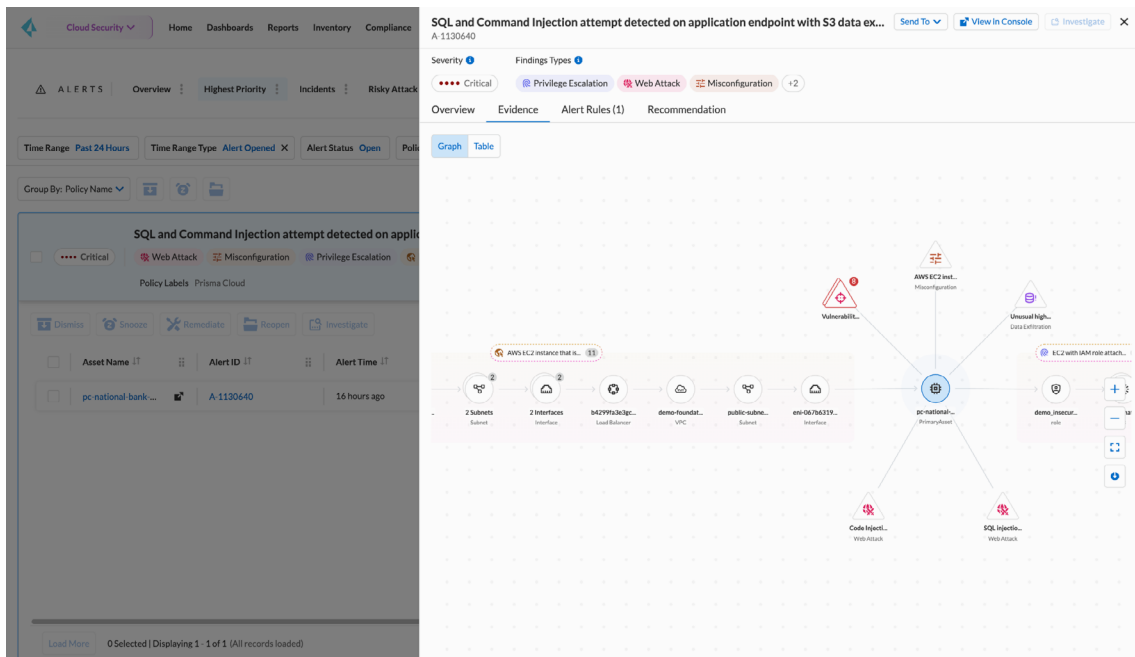 Cloud Security
Home Dashboards Reports Inventory Compliance
ALERTS Overview Highest Priority Incidents Risky Attack
Time Range Past 24 Hours Time Range Type Alert Opened X Alert Status Open
Group By: Policy Name
SQL and Command Injection attempt detected on applic
Critical Web Attack Misconfiguration Privilege Escalation
Policy Labels Prisma Cloud
Dismiss Snooze Remediate Reopen Investigate
Asset Name Alert ID Alert Time
pc-national-bank-... A-1130640 16 hours ago
Load More 0 Selected | Displaying 1 - 1 of 1 (All records loaded)
SQL and Command Injection attempt detected on application endpoint with S3 data ex...
Send To View in Console Investigate
A-1130640
Severity Findings Types
Critical Privilege Escalation Web Attack Misconfiguration +2
Overview Evidence Alert Rules (1) Recommendation
Graph Table
AWS EC2 inst...
Misconfiguration
8
Vulnerabilit...
Unusual high...
Data Exfiltration
AWS EC2 instance that is... 11
EC2 with IAM role attach...
2 2
2 Subnets
Subnet
2 Interfaces
Interface
b4299fa3e3gc...
Load Balancer
demo-foundat...
VPC
public-subne...
Subnet
eni-067b6319...
Interface
pc-national-...
PrimaryAsset
demo_insecur...
role
Code Injecti...
Web Attack
SQL injectio...
Web Attack